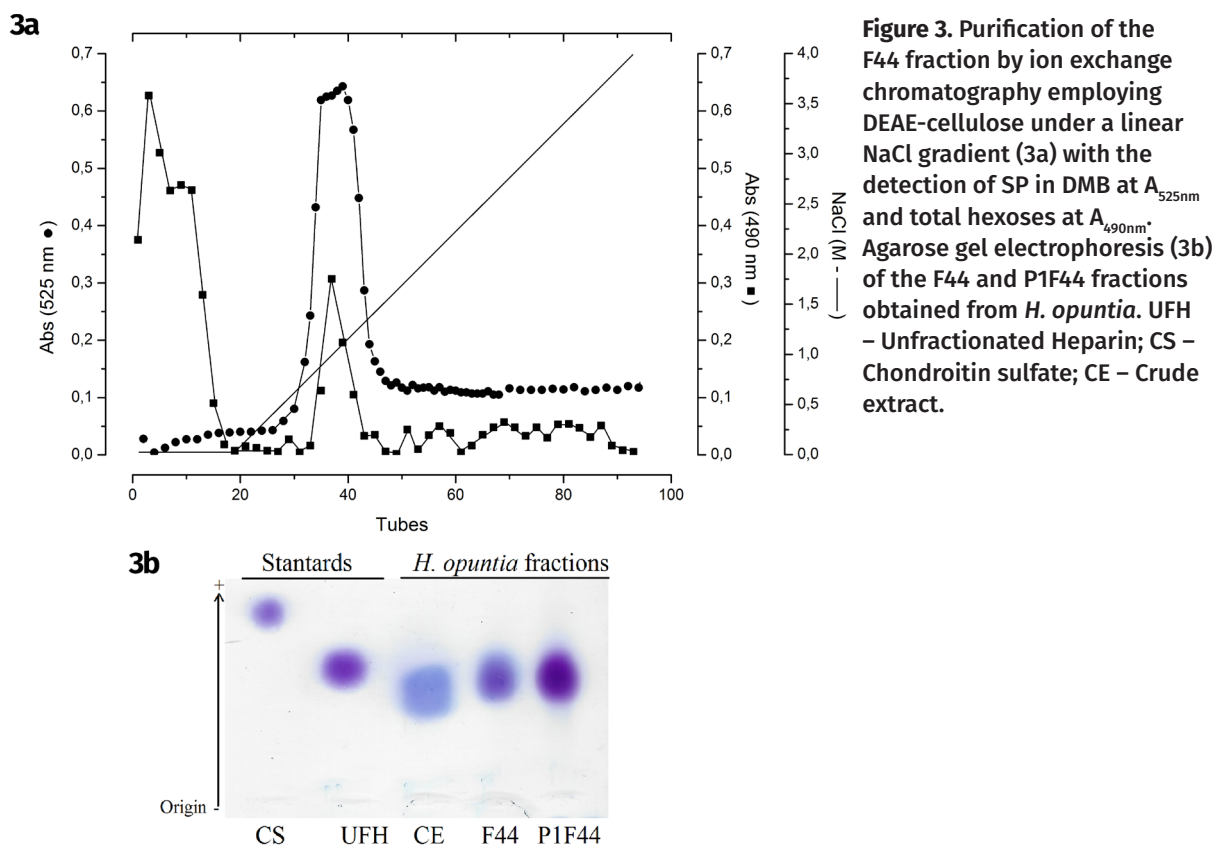 3a
0,7
0,6
0,5
0,4
0,3
0,2
0,1
0,0
Abs (525 nm ●)
0
20
40
60
80
100
Tubes
0,7
0,6
0,5
0,4
0,3
0,2
0,1
0,0
Abs (490 nm ■)
4,0
3,5
3,0
2,5
2,0
1,5
1,0
0,5
0,0
NaCl (M - ——)
Figure 3. Purification of the
F44 fraction by ion exchange
chromatography employing
DEAE-cellulose under a linear
NaCl gradient (3a) with the
detection of SP in DMB at A525nm
and total hexoses at A490nm.
Agarose gel electrophoresis (3b)
of the F44 and P1F44 fractions
obtained from H. opuntia. UFH
– Unfractionated Heparin; CS –
Chondroitin sulfate; CE – Crude
extract.
3b
Stantards
H. opuntia fractions
+
Origin -
CS UFH CE F44 P1F44